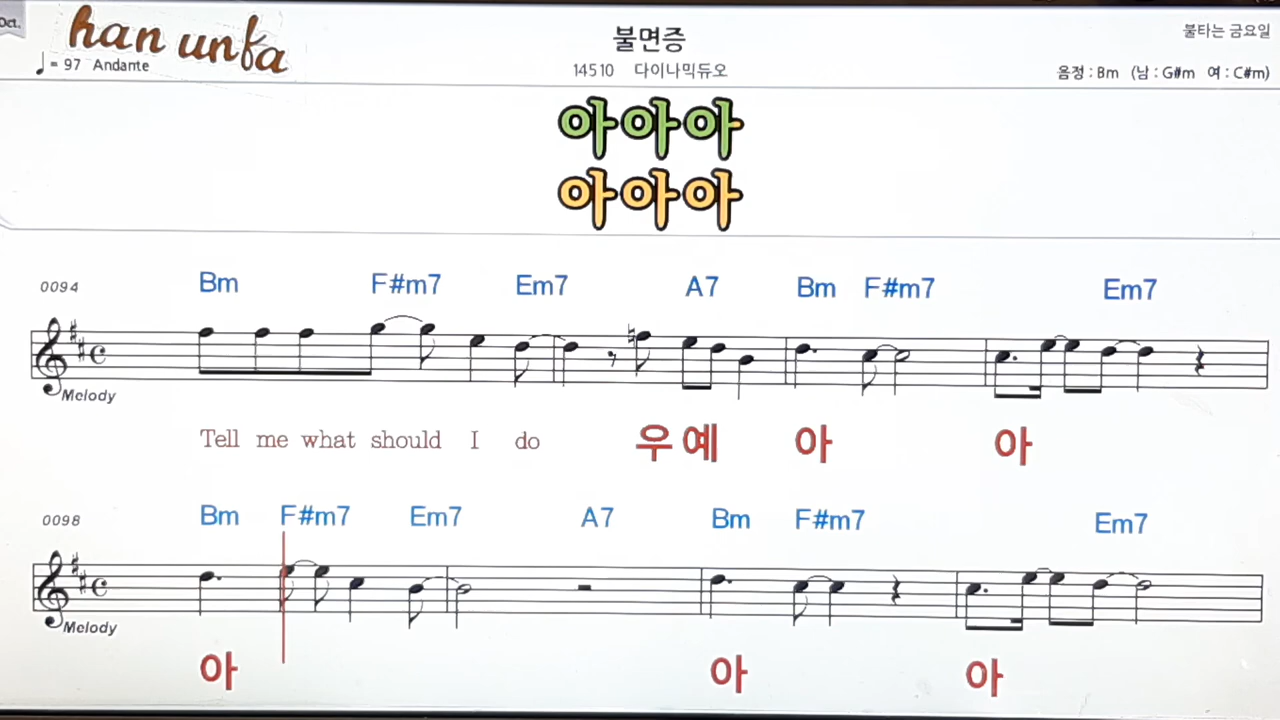 Oct.
han unfa
♩ = 97 Andante
불면증
14510 다이나믹듀오
불타는 금요일
음정 : Bm (남 : G#m 여 : C#m)
아아아
아아아
0094
Bm F#m7 Em7 A7 Bm F#m7 Em7
Melody
Tell me what should I do 우 예 아 아
0098
Bm F#m7 Em7 A7 Bm F#m7 Em7
Melody
아 아 아